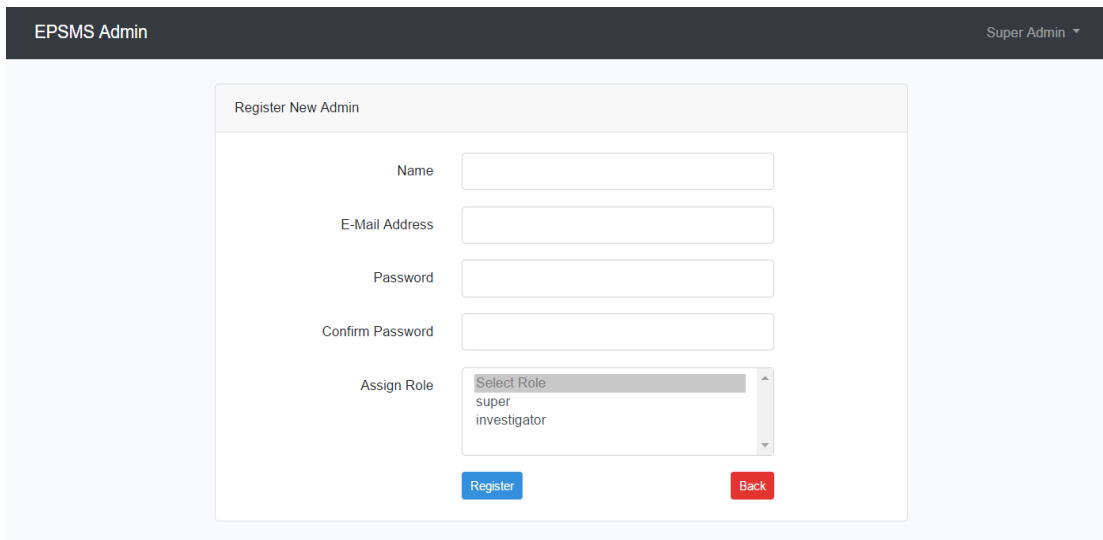 EPSMS Admin
Super Admin
Register New Admin
Name
E-Mail Address
Password
Confirm Password
Assign Role
Select Role
super
investigator
Register
Back